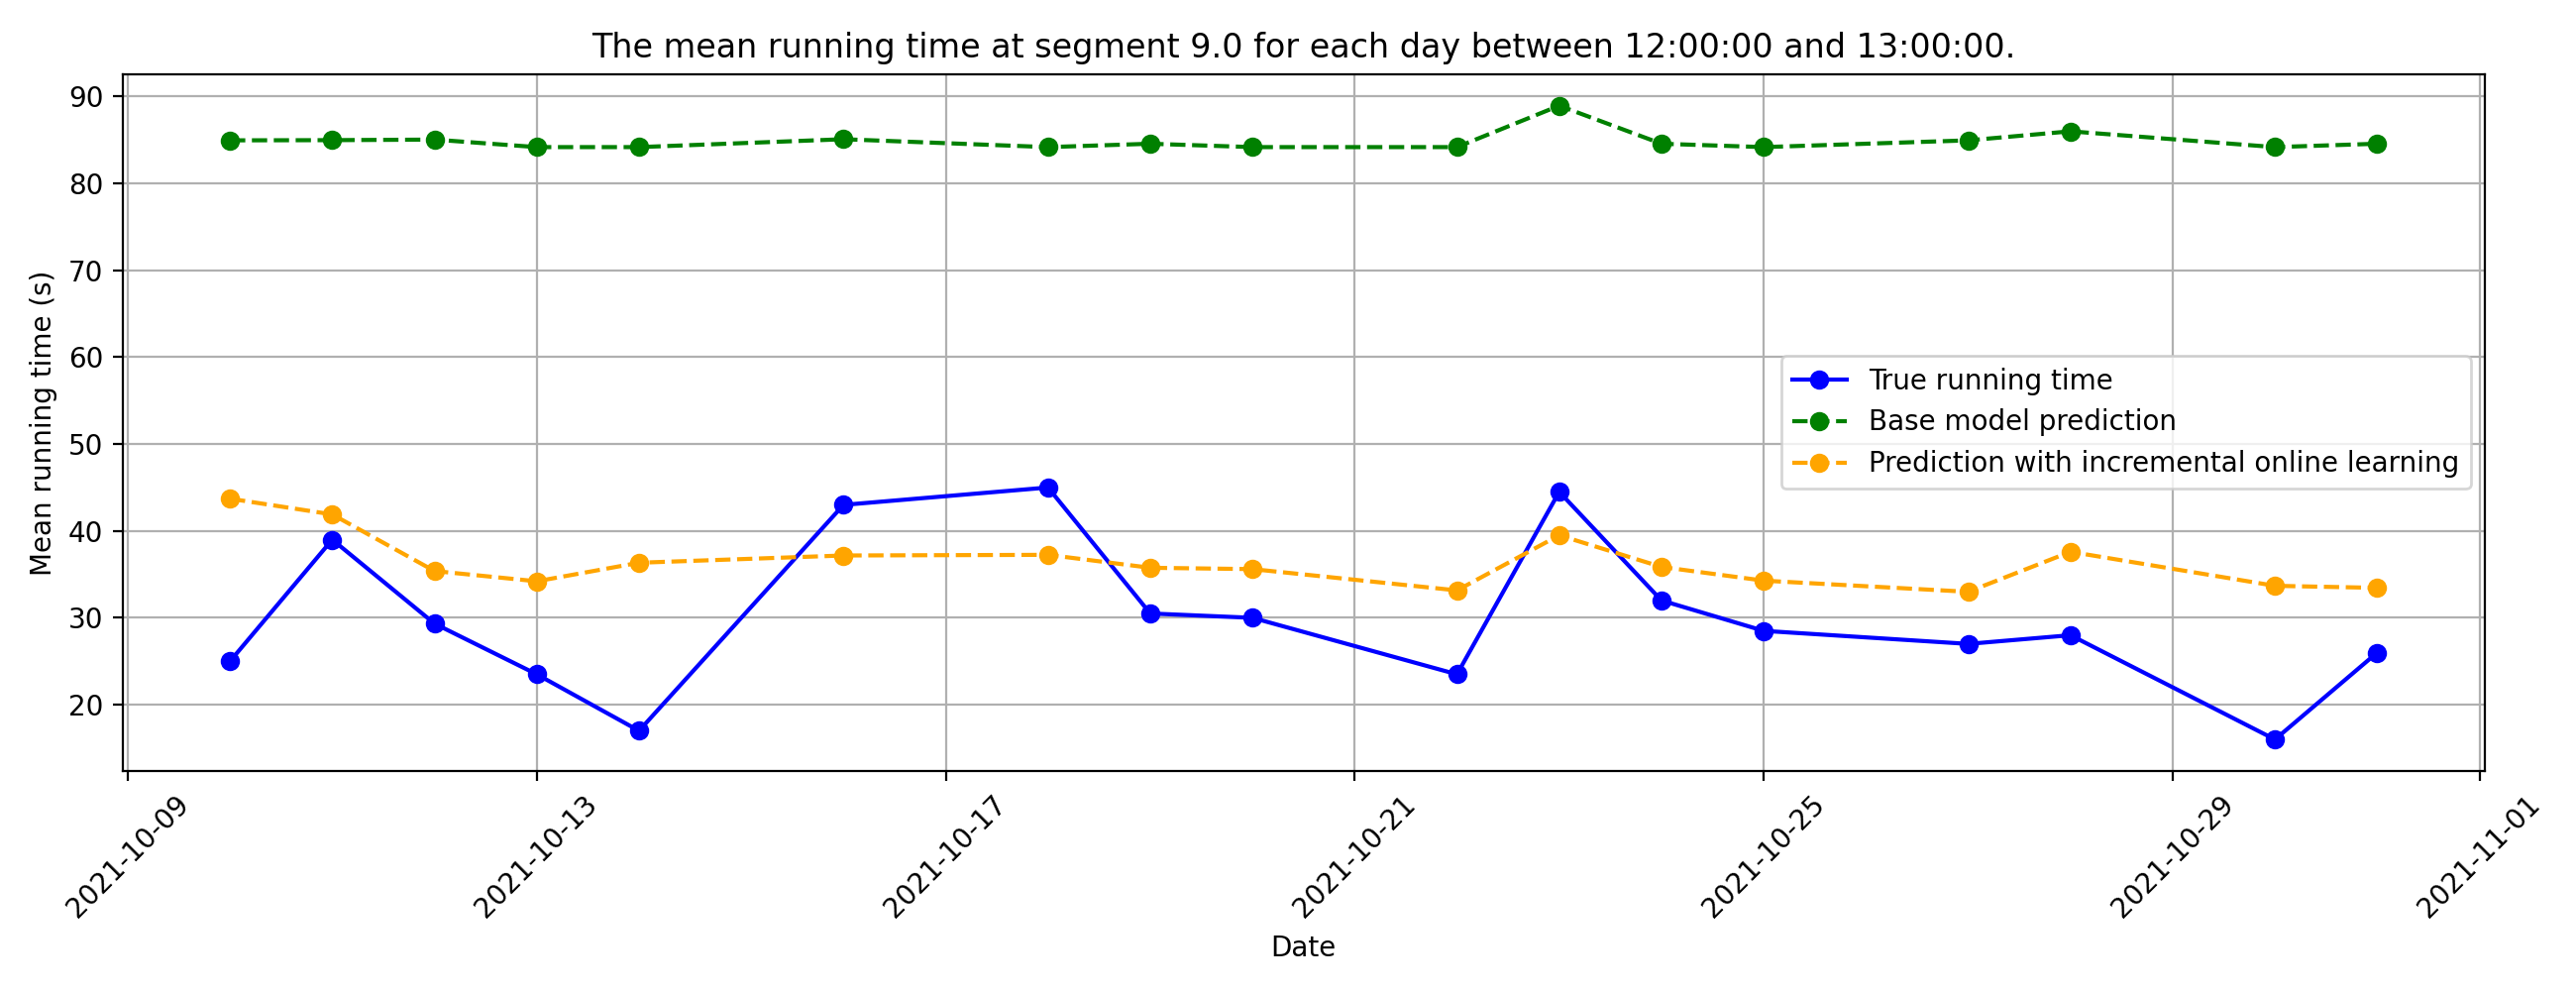 The mean running time at segment 9.0 for each day between 12:00:00 and 13:00:00.
Mean running time (s)
90
80
70
60
50
40
30
20
True running time
Base model prediction
Prediction with incremental online learning
2021-10-09
2021-10-13
2021-10-17
2021-10-21
2021-10-25
2021-10-29
2021-11-01
Date